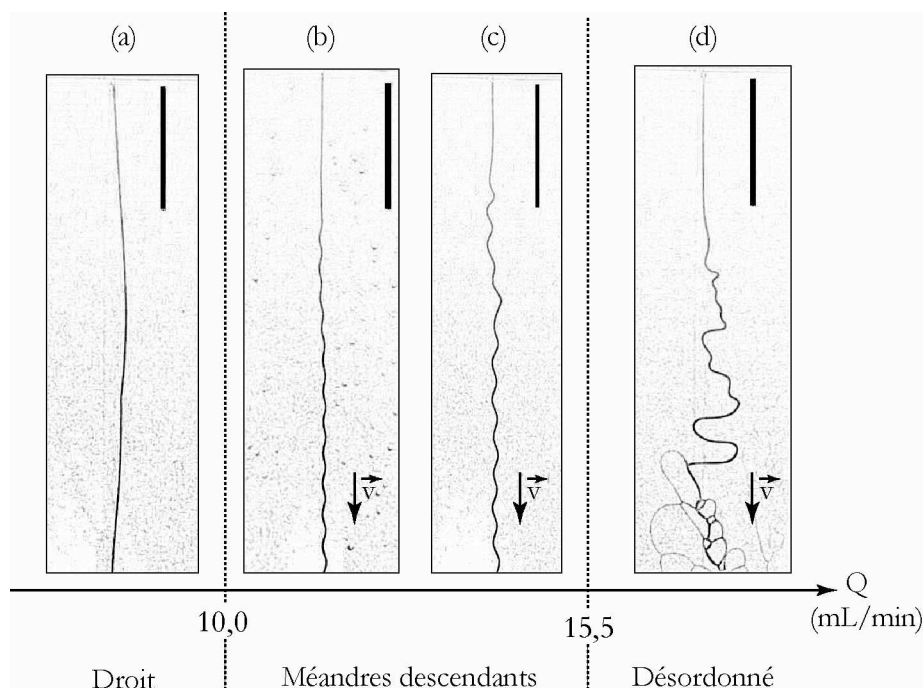 (a)
(b)
(c)
(d)
v
v
v
Q
(mL/min)
10,0
15,5
Droit
Méandres descendants
Désordonné